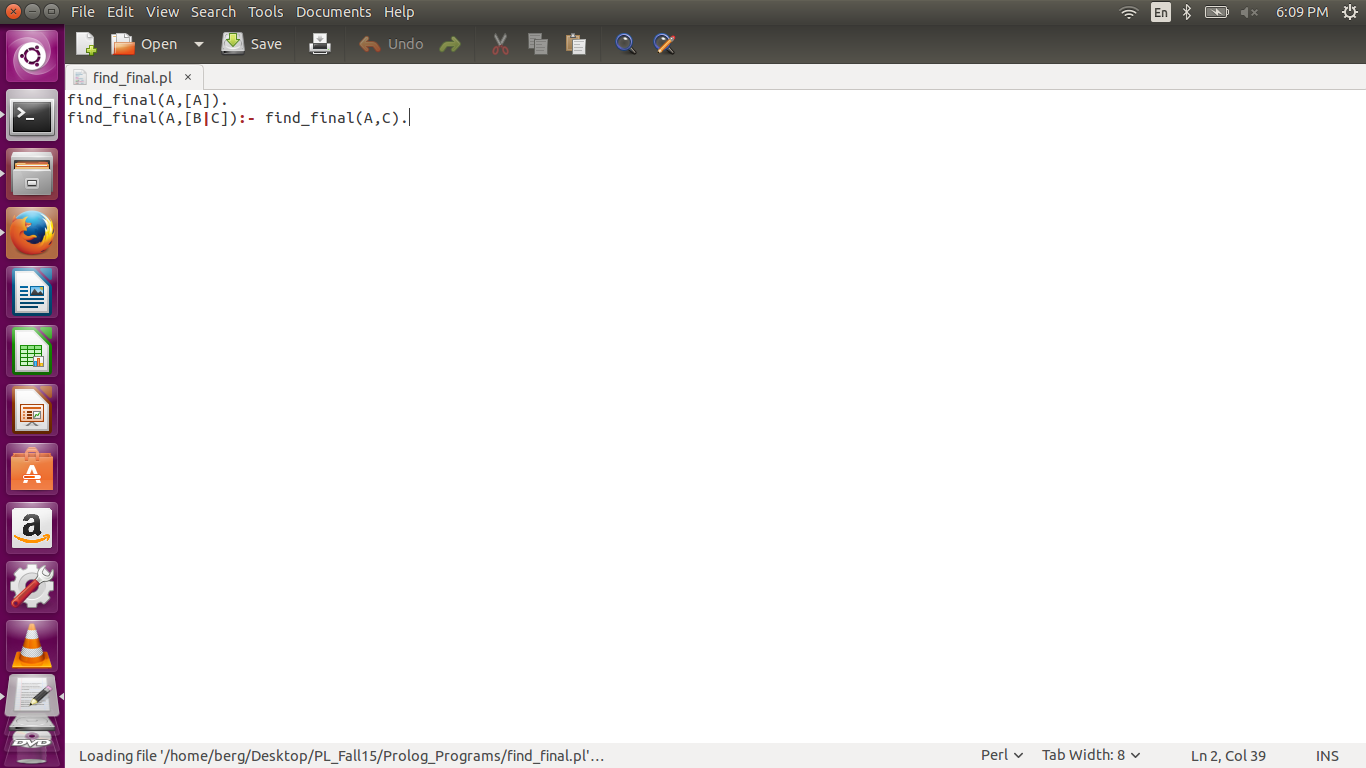 File Edit View Search Tools Documents Help
En
6:09 PM
Open
Save
Undo
find_final.pl ×
find_final(A,[A]).
find_final(A,[B|C]):- find_final(A,C).
Loading file '/home/berg/Desktop/PL_Fall15/Prolog_Programs/find_final.pl'…
Perl
Tab Width: 8
Ln 2, Col 39
INS